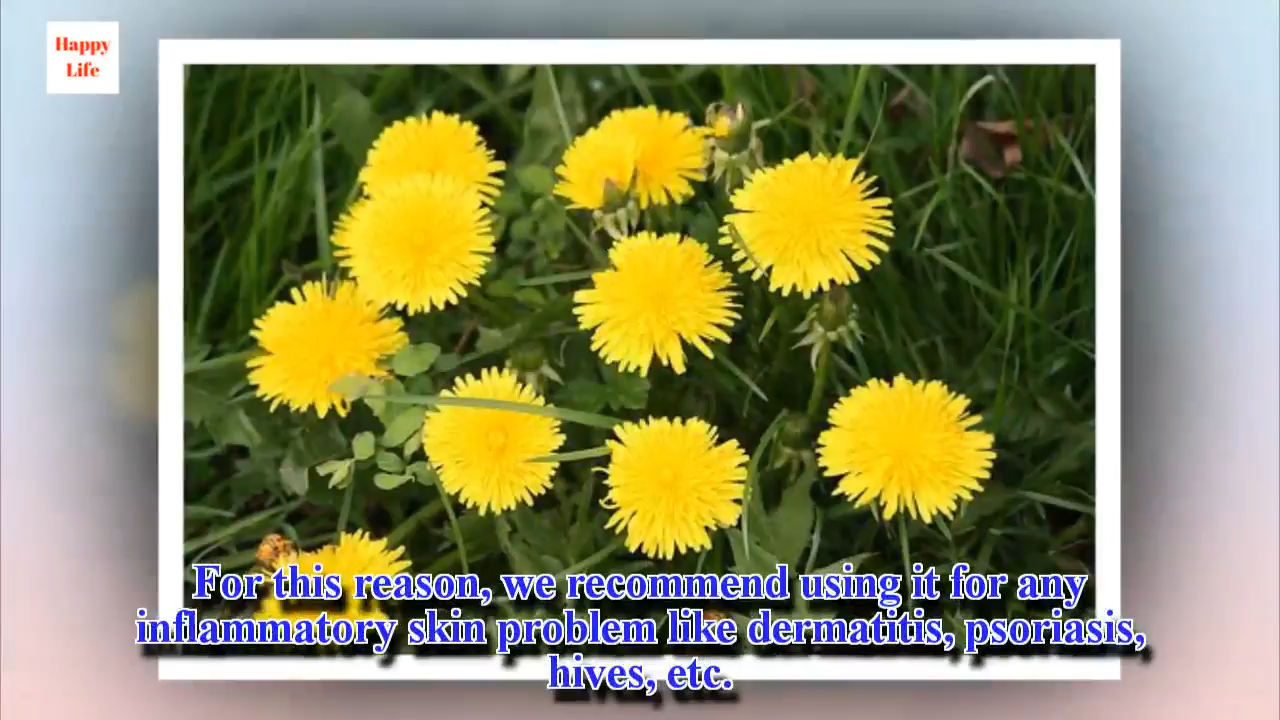 Happy
Life
For this reason, we recommend using it for any
inflammatory skin problem like dermatitis, psoriasis,
hives, etc.